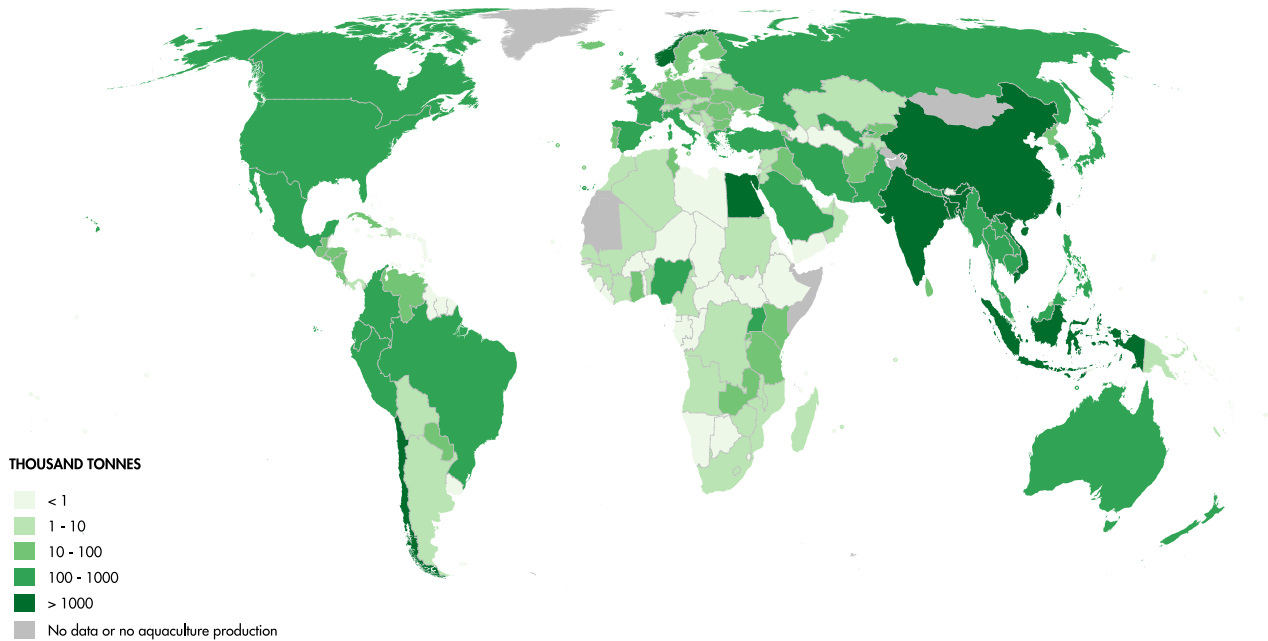 THOUSAND TONNES
< 1
1 - 10
10 - 100
100 - 1000
> 1000
No data or no aquaculture production